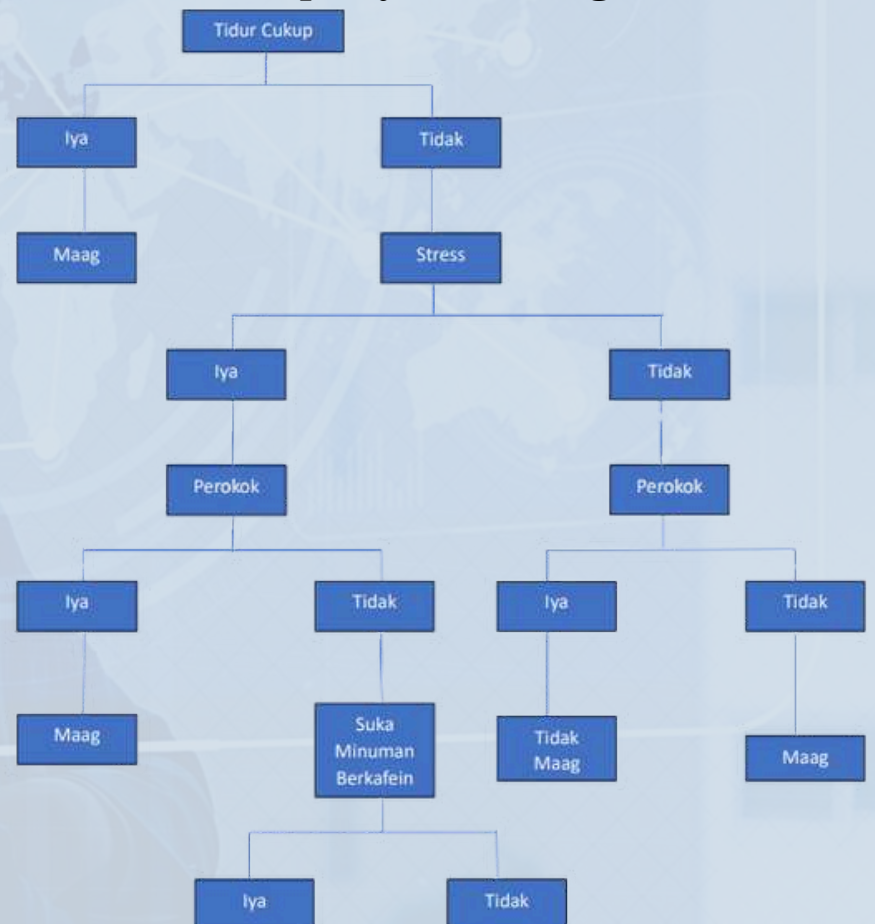 Tidur Cukup
Iya
Tidak
Maag
Stress
Iya
Tidak
Perokok
Perokok
Iya
Tidak
Iya
Tidak
Maag
Suka
Minuman
Berkafein
Tidak
Maag
Maag
Iya
Tidak